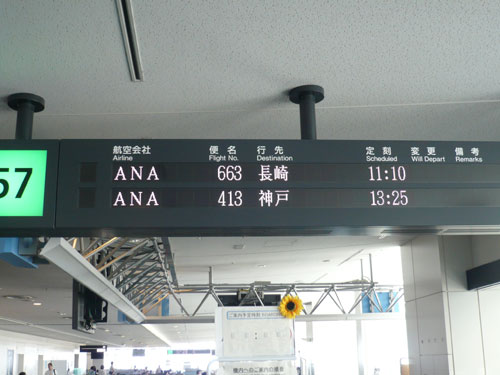 57
航空会社 便名 行先 定刻 変更 備考
Airline Flight No. Destination Scheduled Will Depart Remarks
ANA 663 長崎 11:10
ANA 413 神戸 13:25